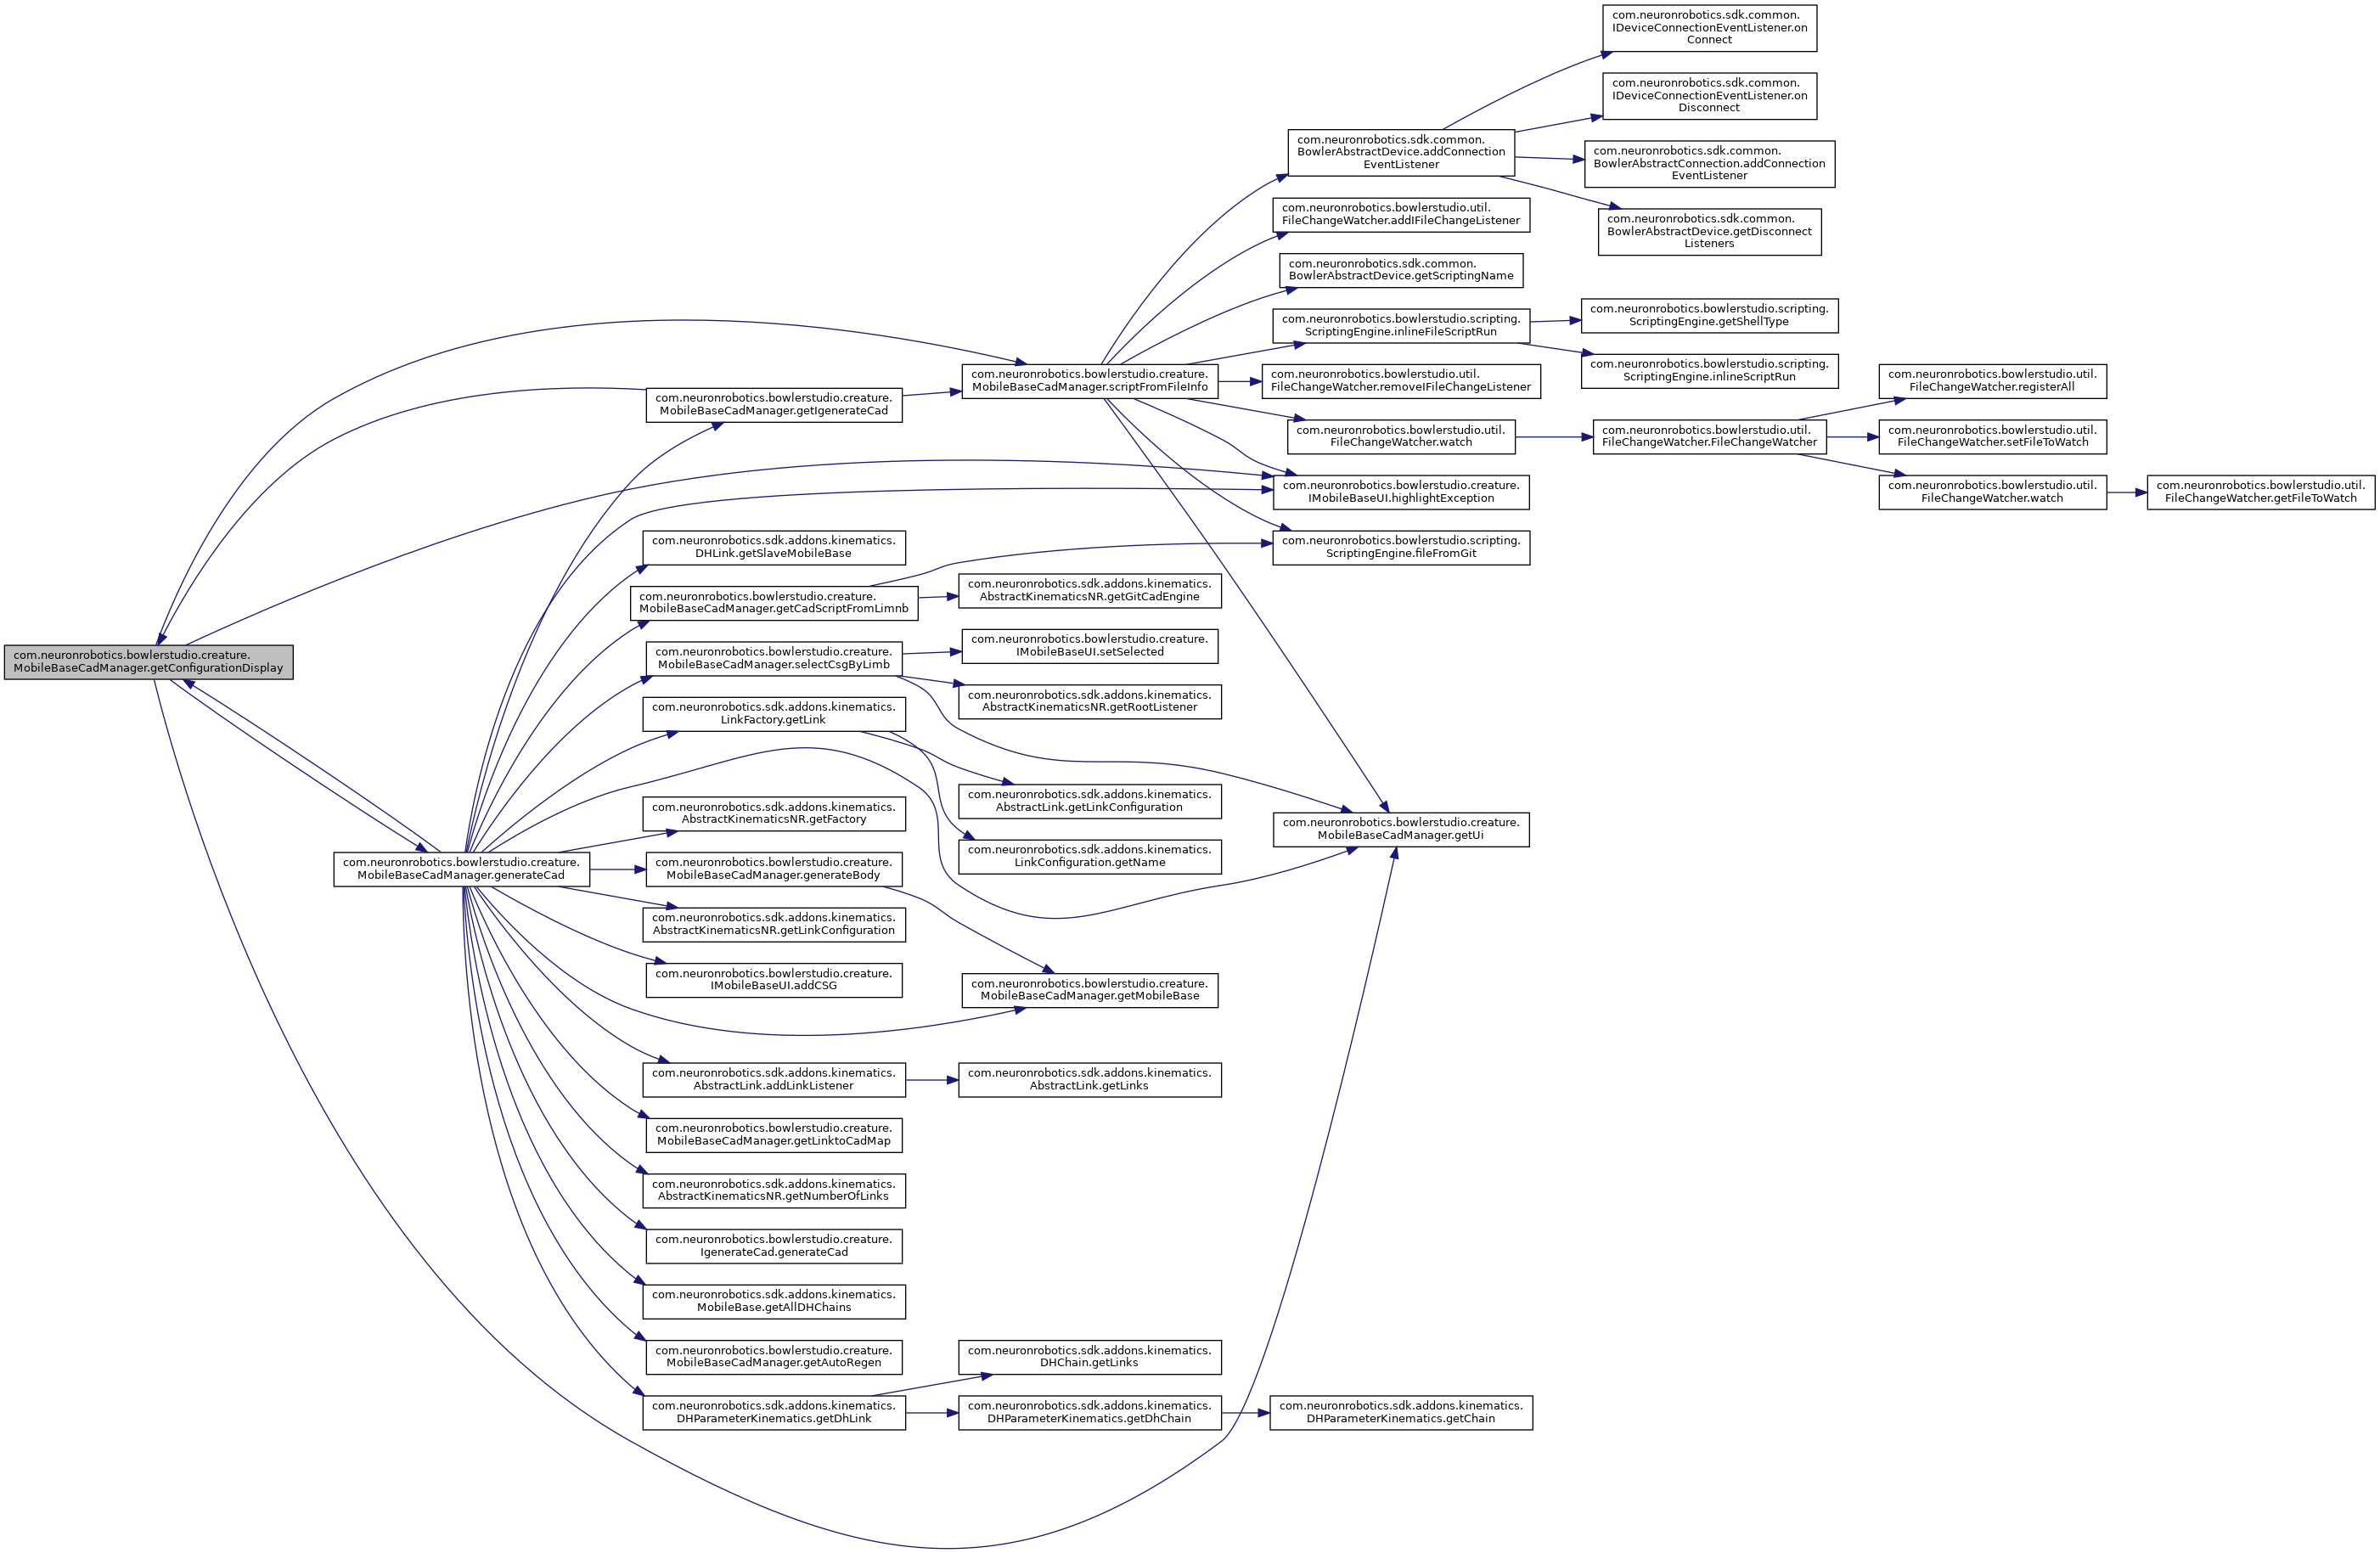 com.neuronrobotics.bowlerstudio.creature.
MobileBaseCadManager.getConfigurationDisplay
com.neuronrobotics.bowlerstudio.creature.
MobileBaseCadManager.generateCad
com.neuronrobotics.bowlerstudio.creature.
MobileBaseCadManager.getIgenerateCad
com.neuronrobotics.sdk.addons.kinematics.
DHLink.getSlaveMobileBase
com.neuronrobotics.bowlerstudio.creature.
MobileBaseCadManager.getCadScriptFromLimnb
com.neuronrobotics.bowlerstudio.creature.
MobileBaseCadManager.selectCsgByLimb
com.neuronrobotics.sdk.addons.kinematics.
LinkFactory.getLink
com.neuronrobotics.sdk.addons.kinematics.
AbstractKinematicsNR.getFactory
com.neuronrobotics.bowlerstudio.creature.
MobileBaseCadManager.generateBody
com.neuronrobotics.sdk.addons.kinematics.
AbstractKinematicsNR.getLinkConfiguration
com.neuronrobotics.bowlerstudio.creature.
IMobileBaseUI.addCSG
com.neuronrobotics.sdk.addons.kinematics.
AbstractLink.addLinkListener
com.neuronrobotics.bowlerstudio.creature.
MobileBaseCadManager.getLinktoCadMap
com.neuronrobotics.sdk.addons.kinematics.
AbstractKinematicsNR.getNumberOfLinks
com.neuronrobotics.bowlerstudio.creature.
IgenerateCad.generateCad
com.neuronrobotics.sdk.addons.kinematics.
MobileBase.getAllDHChains
com.neuronrobotics.bowlerstudio.creature.
MobileBaseCadManager.getAutoRegen
com.neuronrobotics.sdk.addons.kinematics.
DHParameterKinematics.getDhLink
com.neuronrobotics.bowlerstudio.creature.
MobileBaseCadManager.scriptFromFileInfo
com.neuronrobotics.sdk.addons.kinematics.
AbstractKinematicsNR.getGitCadEngine
com.neuronrobotics.bowlerstudio.creature.
IMobileBaseUI.setSelected
com.neuronrobotics.sdk.addons.kinematics.
AbstractKinematicsNR.getRootListener
com.neuronrobotics.sdk.addons.kinematics.
AbstractLink.getLinkConfiguration
com.neuronrobotics.sdk.addons.kinematics.
LinkConfiguration.getName
com.neuronrobotics.bowlerstudio.creature.
MobileBaseCadManager.getMobileBase
com.neuronrobotics.sdk.addons.kinematics.
AbstractLink.getLinks
com.neuronrobotics.sdk.addons.kinematics.
DHChain.getLinks
com.neuronrobotics.sdk.addons.kinematics.
DHParameterKinematics.getDhChain
com.neuronrobotics.sdk.common.
BowlerAbstractDevice.addConnection
EventListener
com.neuronrobotics.bowlerstudio.util.
FileChangeWatcher.addIFileChangeListener
com.neuronrobotics.sdk.common.
BowlerAbstractDevice.getScriptingName
com.neuronrobotics.bowlerstudio.scripting.
ScriptingEngine.inlineFileScriptRun
com.neuronrobotics.bowlerstudio.util.
FileChangeWatcher.removeIFileChangeListener
com.neuronrobotics.bowlerstudio.util.
FileChangeWatcher.watch
com.neuronrobotics.bowlerstudio.creature.
IMobileBaseUI.highlightException
com.neuronrobotics.bowlerstudio.scripting.
ScriptingEngine.fileFromGit
com.neuronrobotics.bowlerstudio.creature.
MobileBaseCadManager.getUi
com.neuronrobotics.sdk.addons.kinematics.
DHParameterKinematics.getChain
com.neuronrobotics.sdk.common.
IDeviceConnectionEventListener.on
Connect
com.neuronrobotics.sdk.common.
IDeviceConnectionEventListener.on
Disconnect
com.neuronrobotics.sdk.common.
BowlerAbstractConnection.addConnection
EventListener
com.neuronrobotics.sdk.common.
BowlerAbstractDevice.getDisconnect
Listeners
com.neuronrobotics.bowlerstudio.scripting.
ScriptingEngine.getShellType
com.neuronrobotics.bowlerstudio.scripting.
ScriptingEngine.inlineScriptRun
com.neuronrobotics.bowlerstudio.util.
FileChangeWatcher.FileChangeWatcher
com.neuronrobotics.bowlerstudio.util.
FileChangeWatcher.registerAll
com.neuronrobotics.bowlerstudio.util.
FileChangeWatcher.setFileToWatch
com.neuronrobotics.bowlerstudio.util.
FileChangeWatcher.watch
com.neuronrobotics.bowlerstudio.util.
FileChangeWatcher.getFileToWatch